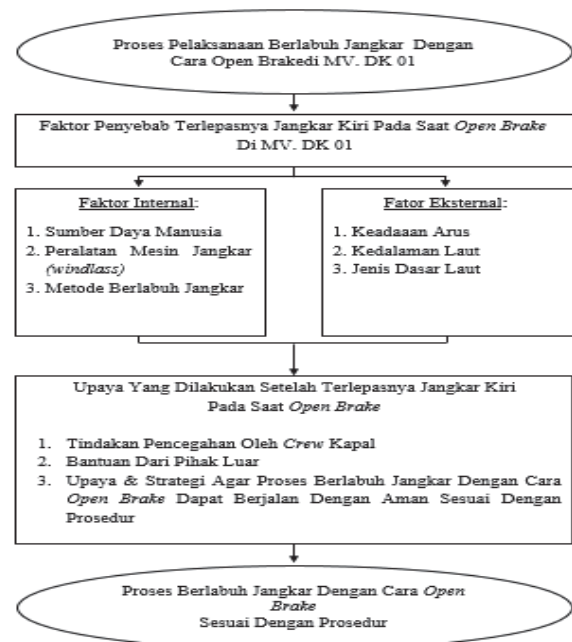 Proses Pelaksanaan Berlabuh Jangkar Dengan
Cara Open Brakedi MV. DK 01
Faktor Penyebab Terlepasnya Jangkar Kiri Pada Saat Open Brake
Di MV. DK 01
Faktor Internal:
1. Sumber Daya Manusia
2. Peralatan Mesin Jangkar
(windlass)
3. Metode Berlabuh Jangkar
Fator Eksternal:
1. Keadaaan Arus
2. Kedalaman Laut
3. Jenis Dasar Laut
Upaya Yang Dilakukan Setelah Terlepasnya Jangkar Kiri
Pada Saat Open Brake
1. Tindakan Pencegahan Oleh Crew Kapal
2. Bantuan Dari Pihak Luar
3. Upaya & Strategi Agar Proses Berlabuh Jangkar Dengan Cara
Open Brake Dapat Berjalan Dengan Aman Sesuai Dengan
Prosedur
Proses Berlabuh Jangkar Dengan Cara Open
Brake
Sesuai Dengan Prosedur